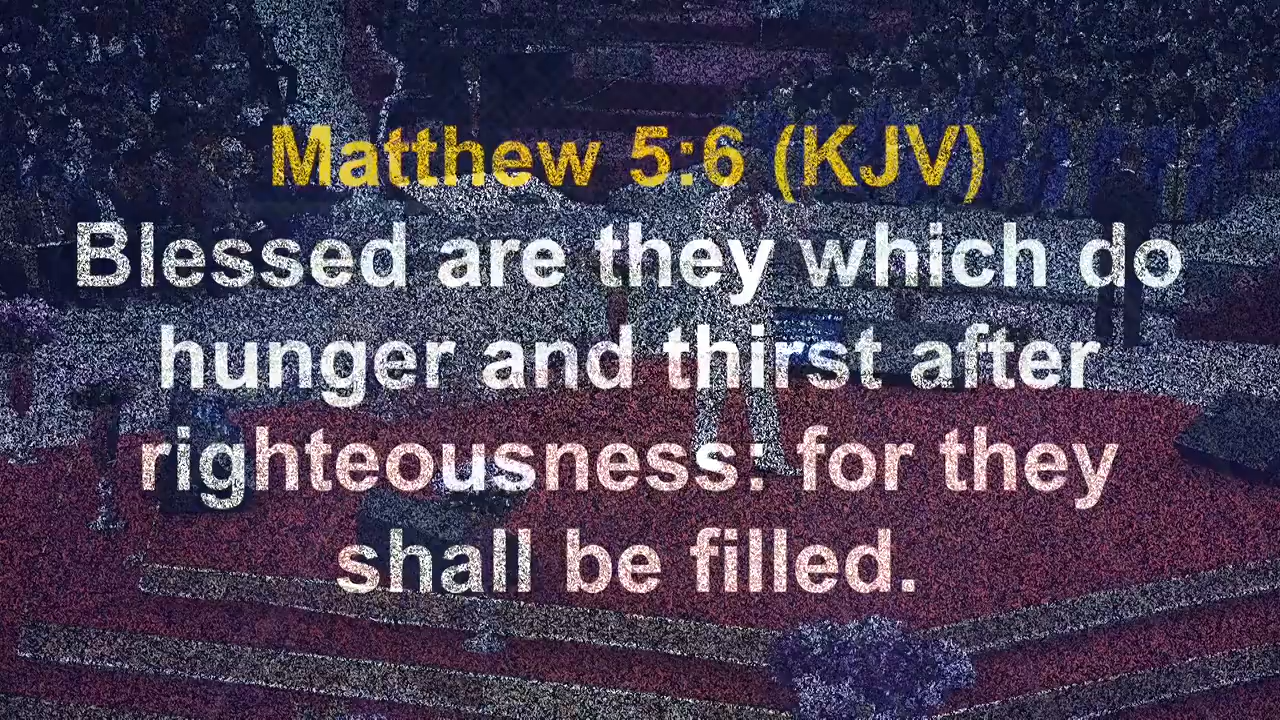 Matthew 5:6 (KJV)
Blessed are they which do
hunger and thirst after
righteousness: for they
shall be filled.